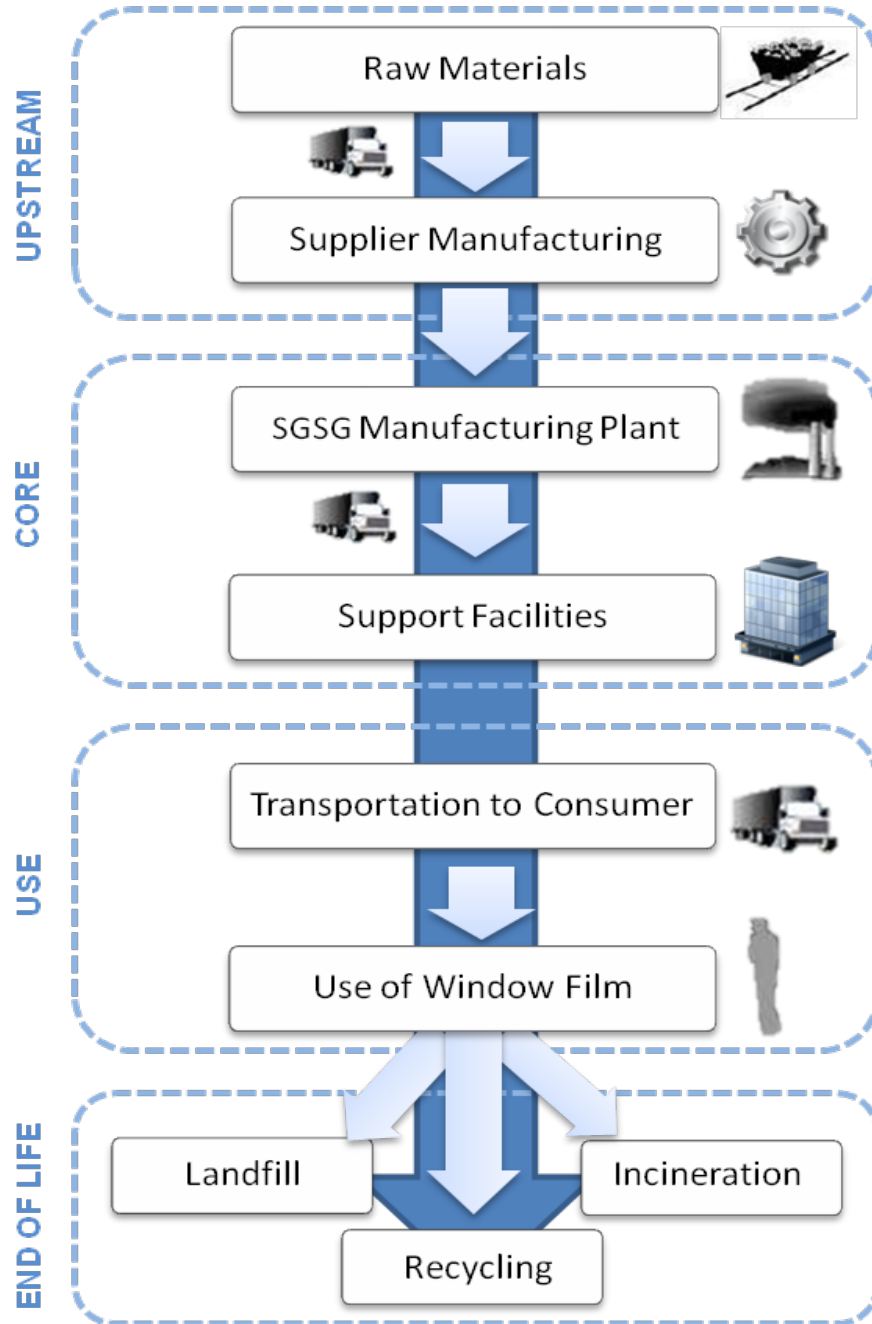 UPSTREAM
Raw Materials
Supplier Manufacturing
CORE
SGSG Manufacturing Plant
Support Facilities
USE
Transportation to Consumer
Use of Window Film
END OF LIFE
Landfill
Incineration
Recycling